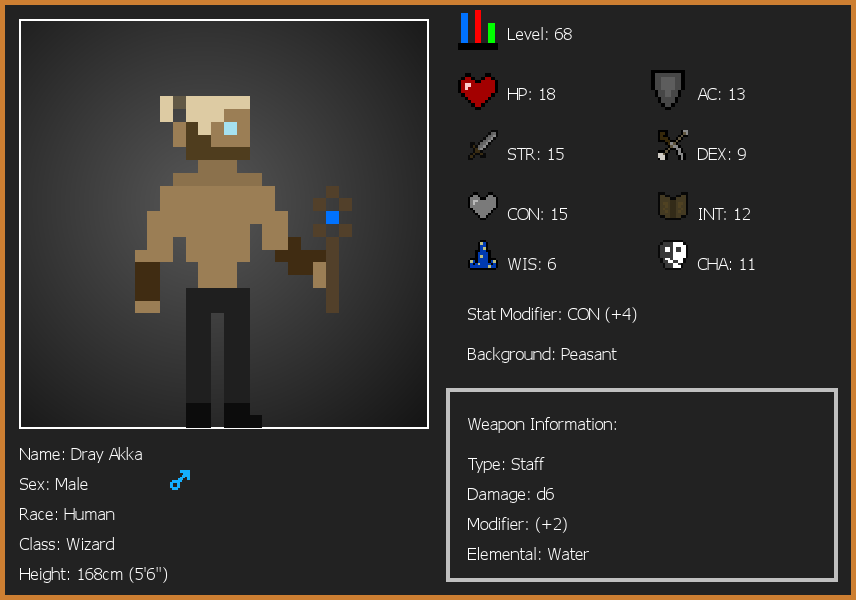 Level: 68
HP: 18
AC: 13
STR: 15
DEX: 9
CON: 15
INT: 12
WIS: 6
CHA: 11
Stat Modifier: CON (+4)
Background: Peasant
Weapon Information:
Type: Staff
Damage: d6
Modifier: (+2)
Elemental: Water
Name: Dray Akka
Sex: Male
Race: Human
Class: Wizard
Height: 168cm (5'6")